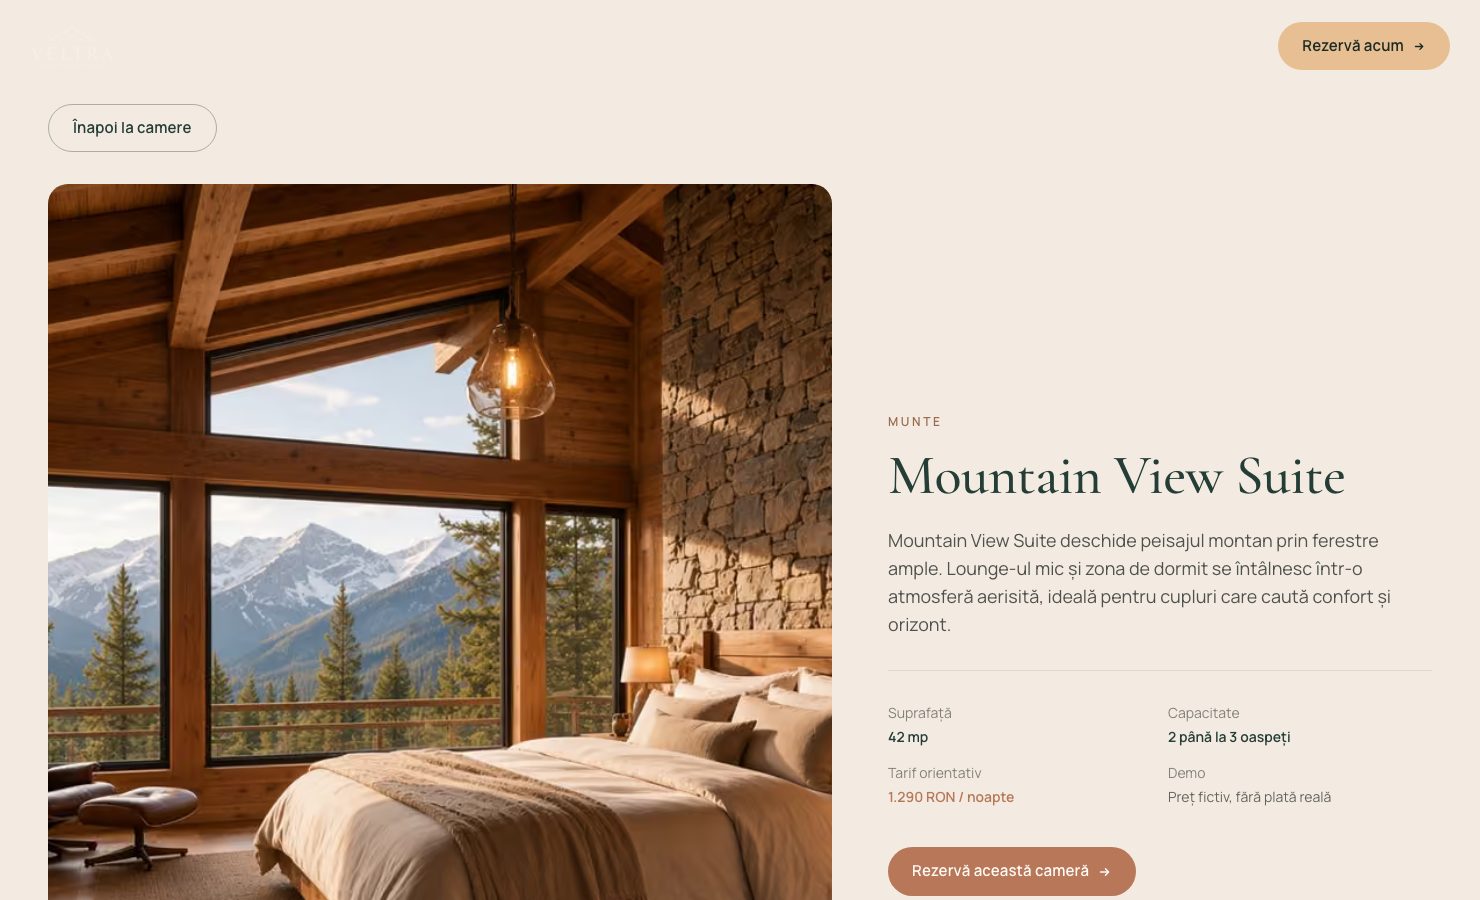 VELTRA
Rezervă acum →
Înapoi la camere
MUNTE
Mountain View Suite
Mountain View Suite deschide peisajul montan prin ferestre
ample. Lounge-ul mic și zona de dormit se întâlnesc într-o
atmosferă aerisită, ideală pentru cupluri care caută confort și
orizont.
Suprafață
Capacitate
42 mp
2 până la 3 oaspeți
Tarif orientativ
Demo
1.290 RON / noapte
Preț fictiv, fără plată reală
Rezervă această cameră →